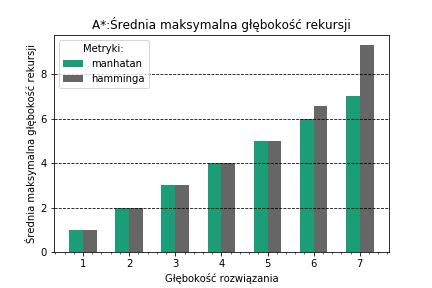 A*:Średnia maksymalna głębokość rekursji
Średnia maksymalna głębokość rekursji
8
6
4
2
0
Metryki:
manhatan
hamminga
1 2 3 4 5 6 7
Głębokość rozwiązania